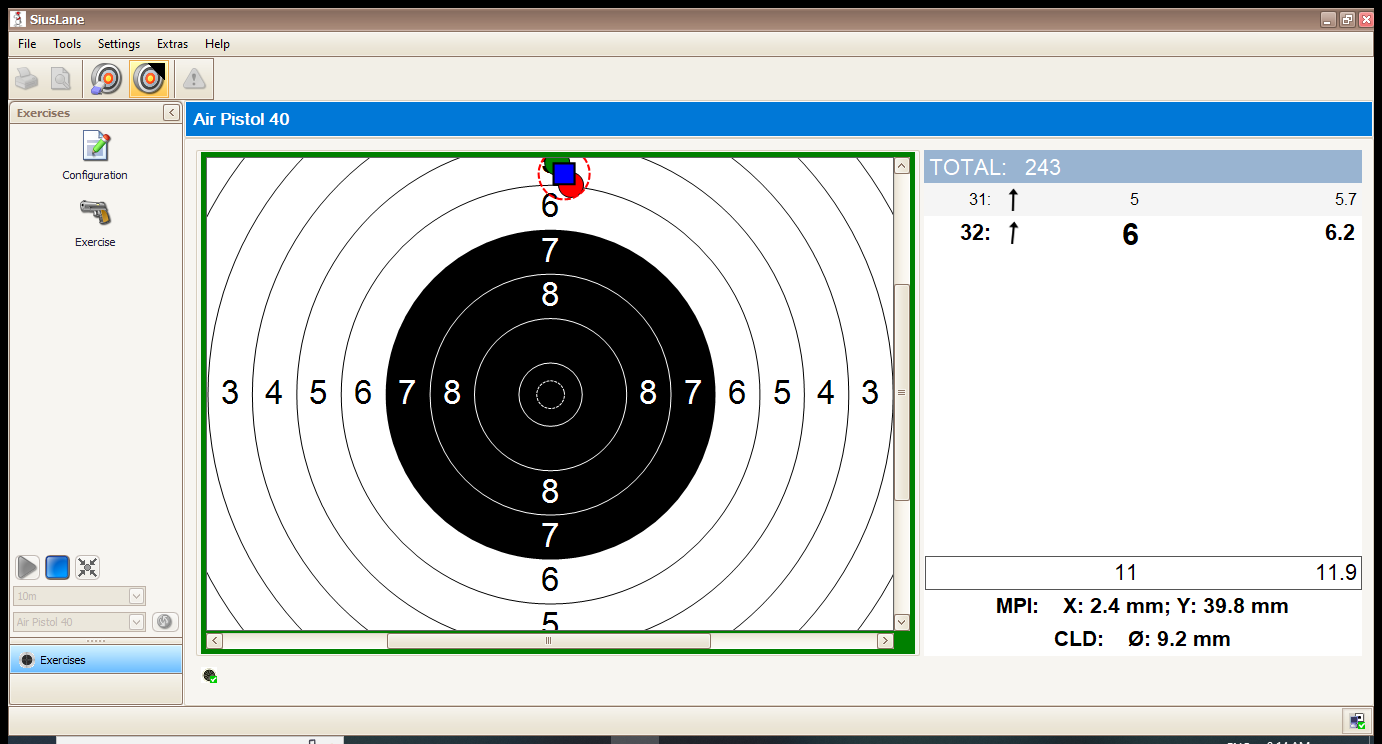 SiusLane
File Tools Settings Extras Help
Exercises
Configuration
Exercise
10m
Air Pistol 40
Exercises
Air Pistol 40
6
7
8
3 4 5 6 7 8 8 7 6 5 4 3
8
7
6
5
TOTAL: 243
31: 5 5.7
32: 6 6.2
11 11.9
MPI: X: 2.4 mm; Y: 39.8 mm
CLD: Ø: 9.2 mm